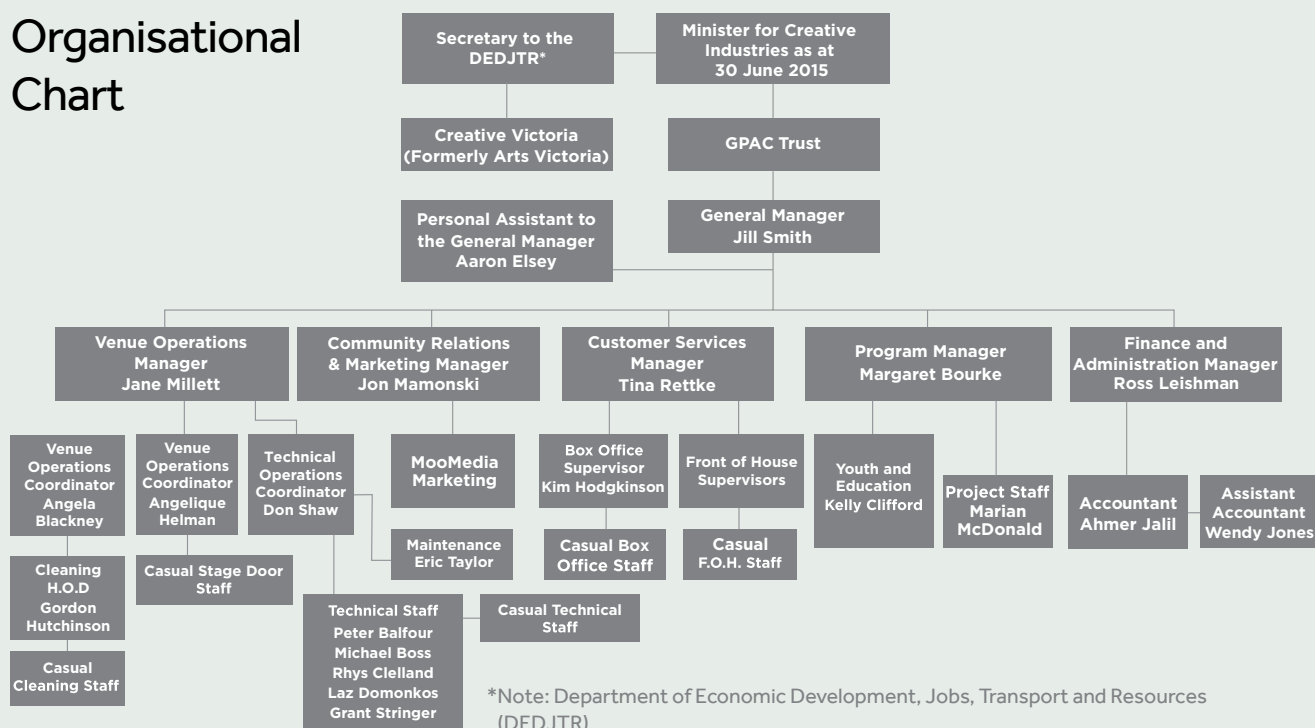 Organisational
Chart
Secretary to the
DEDJTR*
Minister for Creative
Industries as at
30 June 2015
Creative Victoria
(Formerly Arts Victoria)
GPAC Trust
Personal Assistant to
the General Manager
Aaron Elsey
General Manager
Jill Smith
Venue Operations
Manager
Jane Millett
Community Relations
& Marketing Manager
Jon Mamonski
Customer Services
Manager
Tina Rettke
Program Manager
Margaret Bourke
Finance and
Administration Manager
Ross Leishman
Venue
Operations
Coordinator
Angela
Blackney
Venue
Operations
Coordinator
Angelique
Helman
Technical
Operations
Coordinator
Don Shaw
MooMedia
Marketing
Box Office
Supervisor
Kim Hodgkinson
Front of House
Supervisors
Youth and
Education
Kelly Clifford
Project Staff
Marian
McDonald
Accountant
Ahmer Jalil
Assistant
Accountant
Wendy Jones
Maintenance
Eric Taylor
Casual Box
Office Staff
Casual
F.O.H. Staff
Cleaning
H.O.D
Gordon
Hutchinson
Casual Stage Door
Staff
Technical Staff
Peter Balfour
Michael Boss
Rhys Clelland
Laz Domonkos
Grant Stringer
Casual Technical
Staff
Casual
Cleaning Staff
*Note: Department of Economic Development, Jobs, Transport and Resources
(DEDJTR)